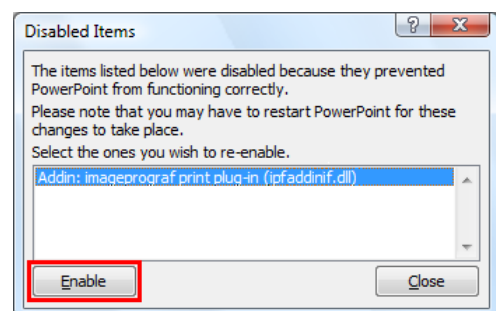 Disabled Items
The items listed below were disabled because they prevented
PowerPoint from functioning correctly.
Please note that you may have to restart PowerPoint for these
changes to take place.
Select the ones you wish to re-enable.
Addin: imageprograf print plug-in (ipfaddinif.dll)
Enable
Close